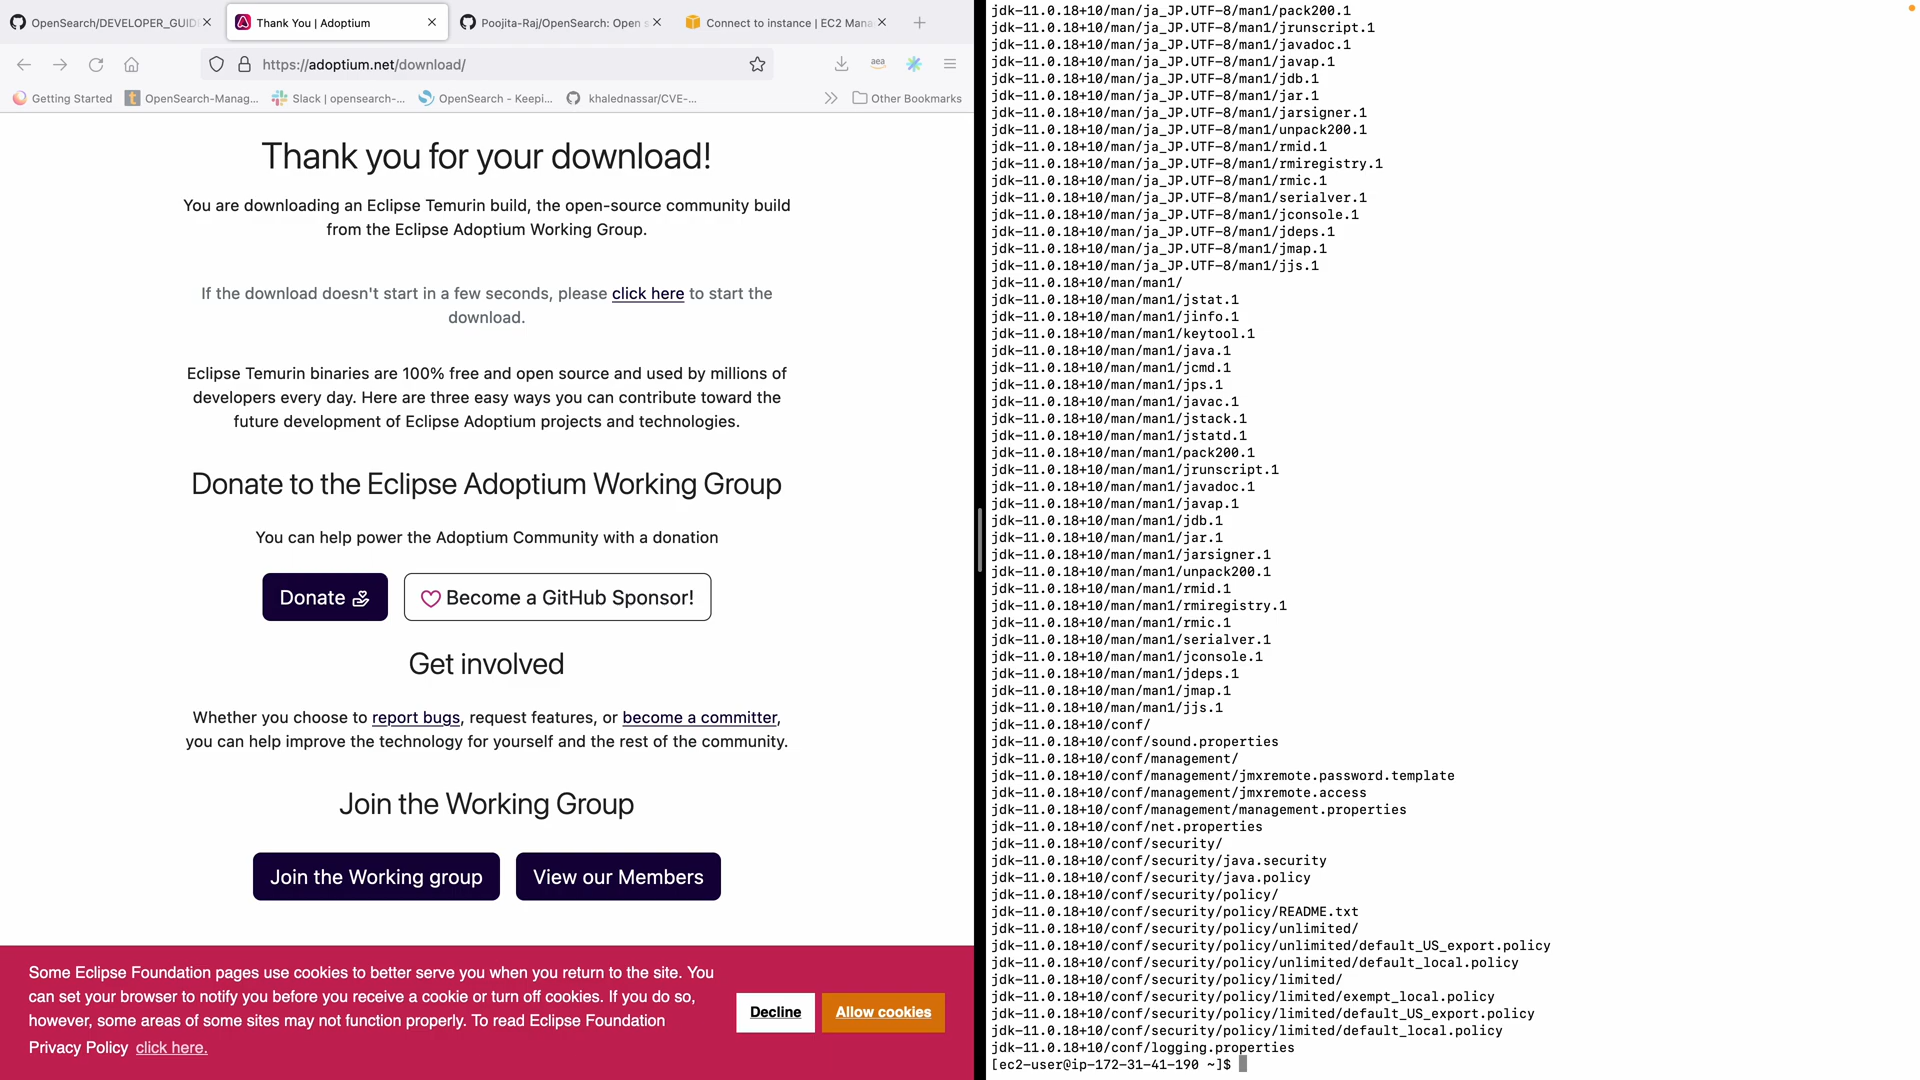 OpenSearch/DEVELOPER_GUID
Thank You | Adoptium
Poojita-Raj/OpenSearch: Open s
Connect to instance | EC2 Mana
https://adoptium.net/download/
aea
Getting Started
OpenSearch-Manag...
Slack | opensearch-...
OpenSearch - Keepi...
khalednassar/CVE-...
Other Bookmarks
Thank you for your download!
You are downloading an Eclipse Temurin build, the open-source community build
from the Eclipse Adoptium Working Group.
If the download doesn't start in a few seconds, please click here to start the
download.
Eclipse Temurin binaries are 100% free and open source and used by millions of
developers every day. Here are three easy ways you can contribute toward the
future development of Eclipse Adoptium projects and technologies.
Donate to the Eclipse Adoptium Working Group
You can help power the Adoptium Community with a donation
Donate
Become a GitHub Sponsor!
Get involved
Whether you choose to report bugs, request features, or become a committer,
you can help improve the technology for yourself and the rest of the community.
Join the Working Group
Join the Working group
View our Members
Some Eclipse Foundation pages use cookies to better serve you when you return to the site. You
can set your browser to notify you before you receive a cookie or turn off cookies. If you do so,
however, some areas of some sites may not function properly. To read Eclipse Foundation
Privacy Policy click here.
Decline
Allow cookies
jdk-11.0.18+10/man/ja_JP.UTF-8/man1/pack200.1
jdk-11.0.18+10/man/ja_JP.UTF-8/man1/jrunscript.1
jdk-11.0.18+10/man/ja_JP.UTF-8/man1/javadoc.1
jdk-11.0.18+10/man/ja_JP.UTF-8/man1/javap.1
jdk-11.0.18+10/man/ja_JP.UTF-8/man1/jdb.1
jdk-11.0.18+10/man/ja_JP.UTF-8/man1/jar.1
jdk-11.0.18+10/man/ja_JP.UTF-8/man1/jarsigner.1
jdk-11.0.18+10/man/ja_JP.UTF-8/man1/unpack200.1
jdk-11.0.18+10/man/ja_JP.UTF-8/man1/rmid.1
jdk-11.0.18+10/man/ja_JP.UTF-8/man1/rmiregistry.1
jdk-11.0.18+10/man/ja_JP.UTF-8/man1/rmic.1
jdk-11.0.18+10/man/ja_JP.UTF-8/man1/serialver.1
jdk-11.0.18+10/man/ja_JP.UTF-8/man1/jconsole.1
jdk-11.0.18+10/man/ja_JP.UTF-8/man1/jdeps.1
jdk-11.0.18+10/man/ja_JP.UTF-8/man1/jmap.1
jdk-11.0.18+10/man/ja_JP.UTF-8/man1/jjs.1
jdk-11.0.18+10/man/man1/
jdk-11.0.18+10/man/man1/jstat.1
jdk-11.0.18+10/man/man1/jinfo.1
jdk-11.0.18+10/man/man1/keytool.1
jdk-11.0.18+10/man/man1/java.1
jdk-11.0.18+10/man/man1/jcmd.1
jdk-11.0.18+10/man/man1/jps.1
jdk-11.0.18+10/man/man1/javac.1
jdk-11.0.18+10/man/man1/jstack.1
jdk-11.0.18+10/man/man1/jstatd.1
jdk-11.0.18+10/man/man1/pack200.1
jdk-11.0.18+10/man/man1/jrunscript.1
jdk-11.0.18+10/man/man1/javadoc.1
jdk-11.0.18+10/man/man1/javap.1
jdk-11.0.18+10/man/man1/jdb.1
jdk-11.0.18+10/man/man1/jar.1
jdk-11.0.18+10/man/man1/jarsigner.1
jdk-11.0.18+10/man/man1/unpack200.1
jdk-11.0.18+10/man/man1/rmid.1
jdk-11.0.18+10/man/man1/rmiregistry.1
jdk-11.0.18+10/man/man1/rmic.1
jdk-11.0.18+10/man/man1/serialver.1
jdk-11.0.18+10/man/man1/jconsole.1
jdk-11.0.18+10/man/man1/jdeps.1
jdk-11.0.18+10/man/man1/jmap.1
jdk-11.0.18+10/man/man1/jjs.1
jdk-11.0.18+10/conf/
jdk-11.0.18+10/conf/sound.properties
jdk-11.0.18+10/conf/management/
jdk-11.0.18+10/conf/management/jmxremote.password.template
jdk-11.0.18+10/conf/management/jmxremote.access
jdk-11.0.18+10/conf/management/management.properties
jdk-11.0.18+10/conf/net.properties
jdk-11.0.18+10/conf/security/
jdk-11.0.18+10/conf/security/java.security
jdk-11.0.18+10/conf/security/java.policy
jdk-11.0.18+10/conf/security/policy/
jdk-11.0.18+10/conf/security/policy/README.txt
jdk-11.0.18+10/conf/security/policy/unlimited/
jdk-11.0.18+10/conf/security/policy/unlimited/default_US_export.policy
jdk-11.0.18+10/conf/security/policy/unlimited/default_local.policy
jdk-11.0.18+10/conf/security/policy/limited/
jdk-11.0.18+10/conf/security/policy/limited/exempt_local.policy
jdk-11.0.18+10/conf/security/policy/limited/default_US_export.policy
jdk-11.0.18+10/conf/security/policy/limited/default_local.policy
jdk-11.0.18+10/conf/logging.properties
[ec2-user@ip-172-31-41-190 ~]$